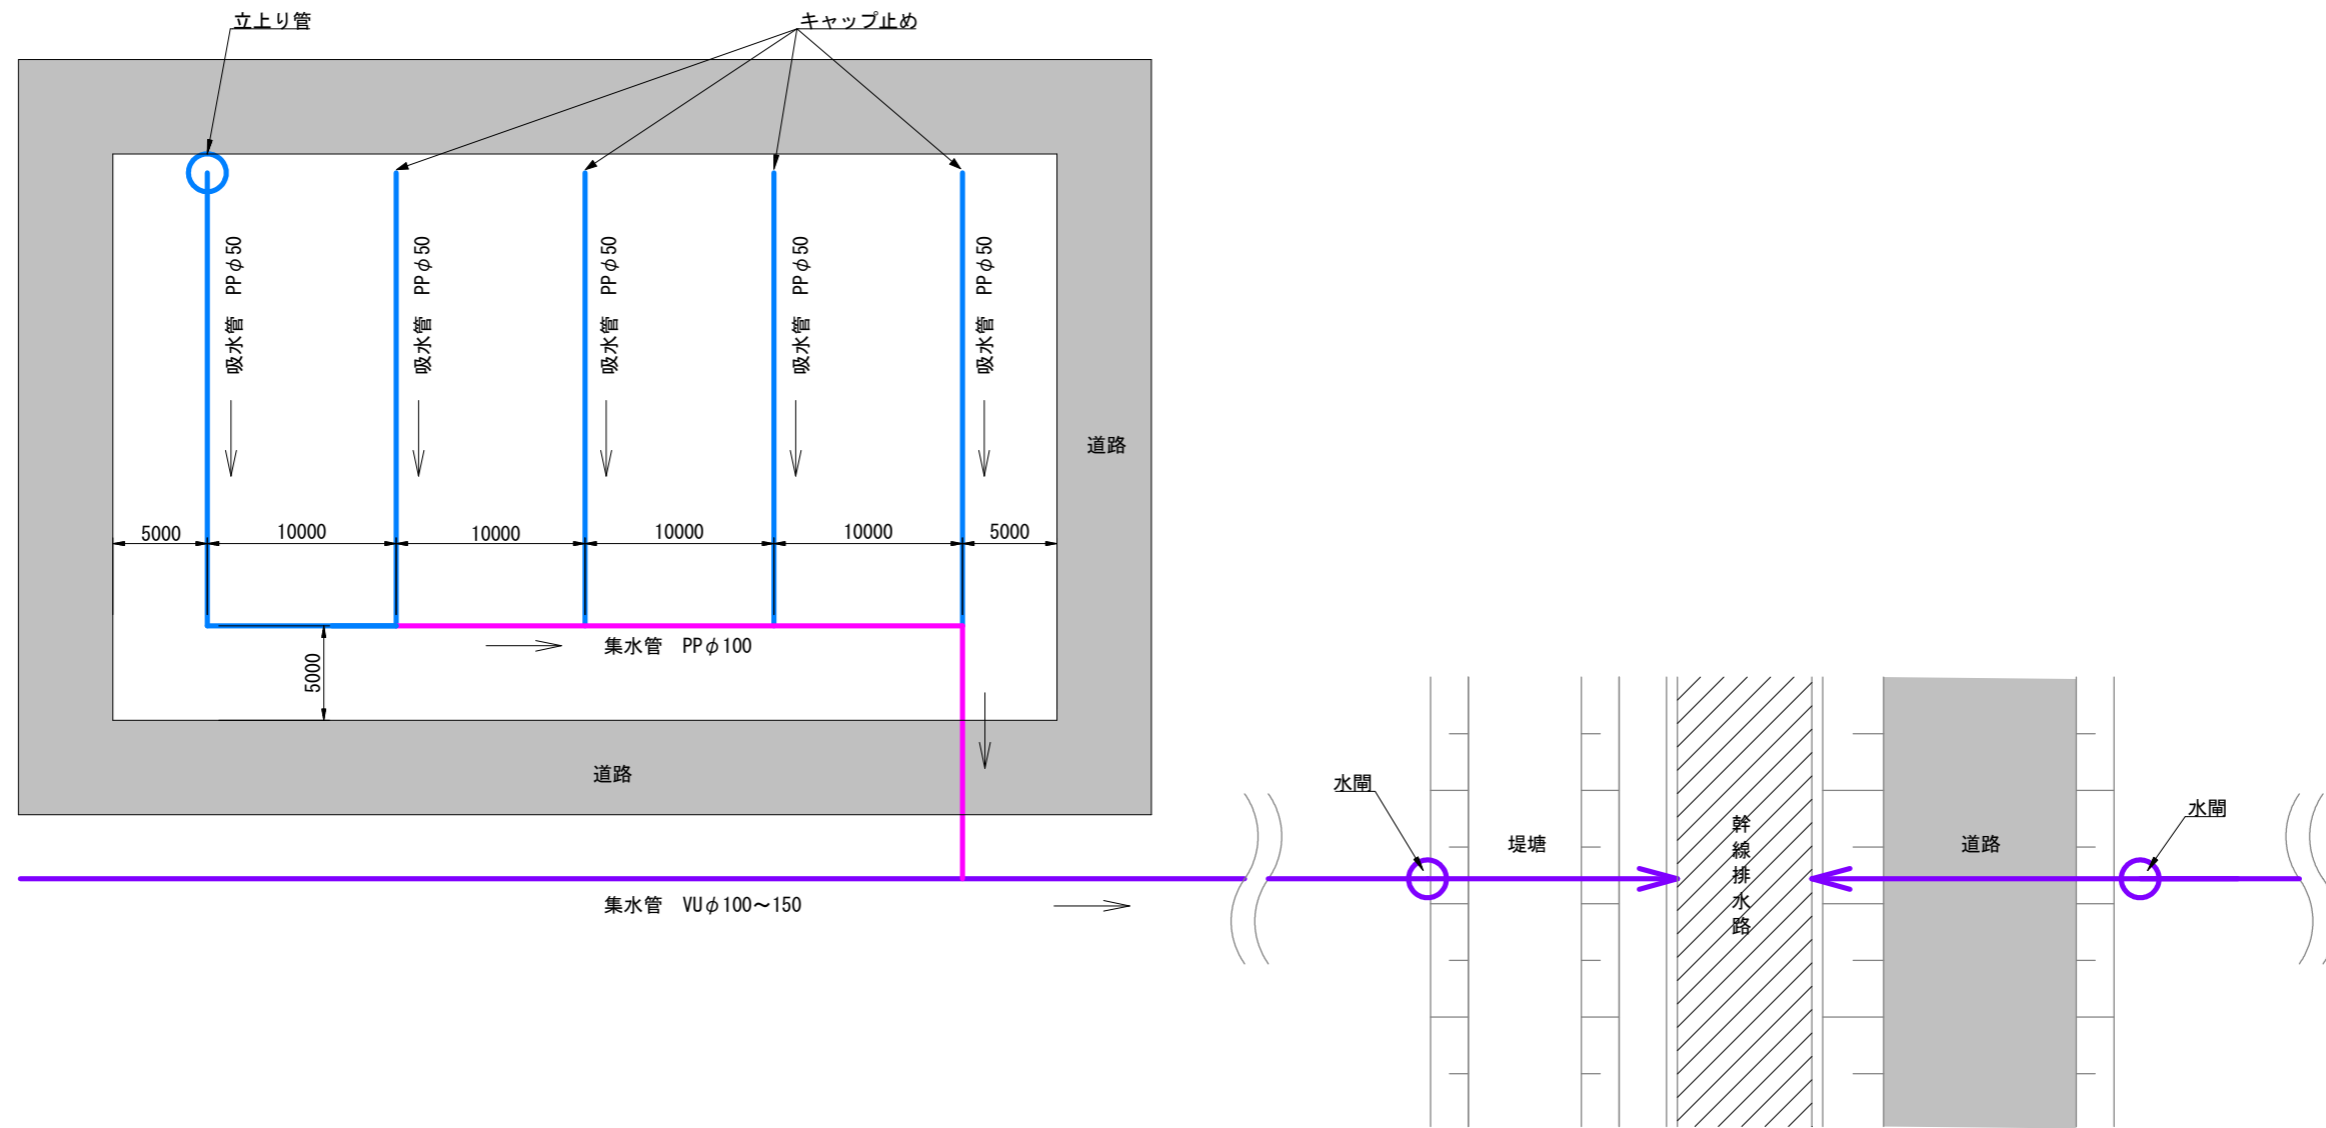 立上り管
キャップ止め
吸水管 PPφ50
吸水管 PPφ50
吸水管 PPφ50
吸水管 PPφ50
吸水管 PPφ50
道路
5000
10000
10000
10000
10000
5000
5000
集水管 PPφ100
道路
集水管 VUφ100～150
水閘
堤塘
幹線排水路
道路
水閘